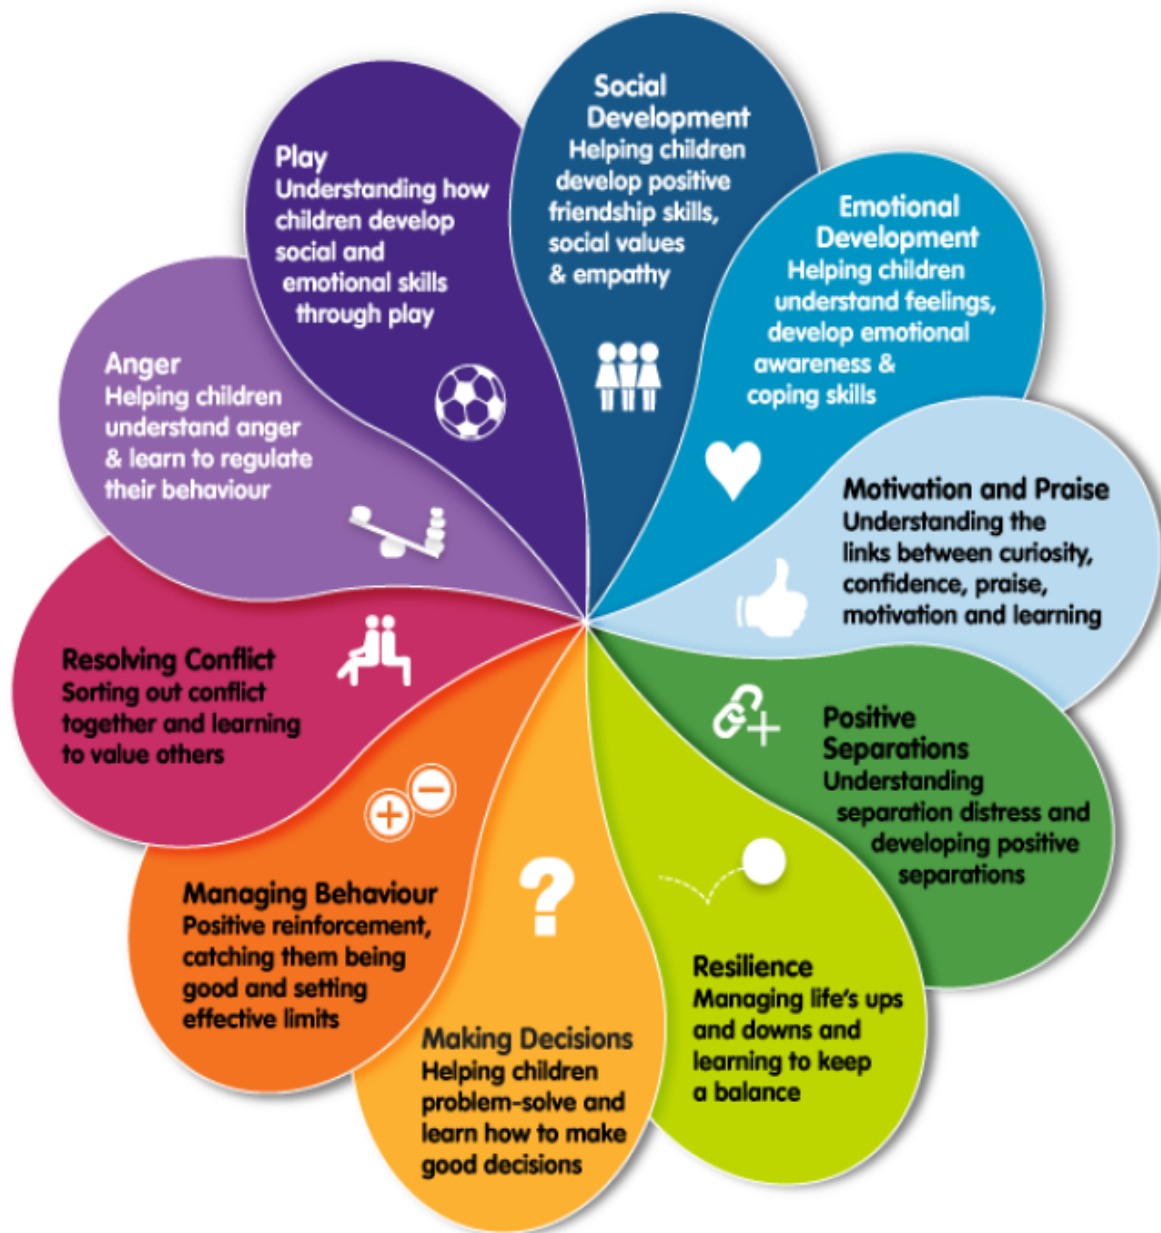 Social
Development
Helping children
develop positive
friendship skills,
social values
& empathy
Emotional
Development
Helping children
understand feelings,
develop emotional
awareness &
coping skills
Motivation and Praise
Understanding the
links between curiosity,
confidence, praise,
motivation and learning
Positive
Separations
Understanding
separation distress and
developing positive
separations
Resilience
Managing life's ups
and downs and
learning to keep
a balance
Making Decisions
Helping children
problem-solve and
learn how to make
good decisions
Managing Behaviour
Positive reinforcement,
catching them being
good and setting
effective limits
Resolving Conflict
Sorting out conflict
together and learning
to value others
Anger
Helping children
understand anger
& learn to regulate
their behaviour
Play
Understanding how
children develop
social and
emotional skills
through play